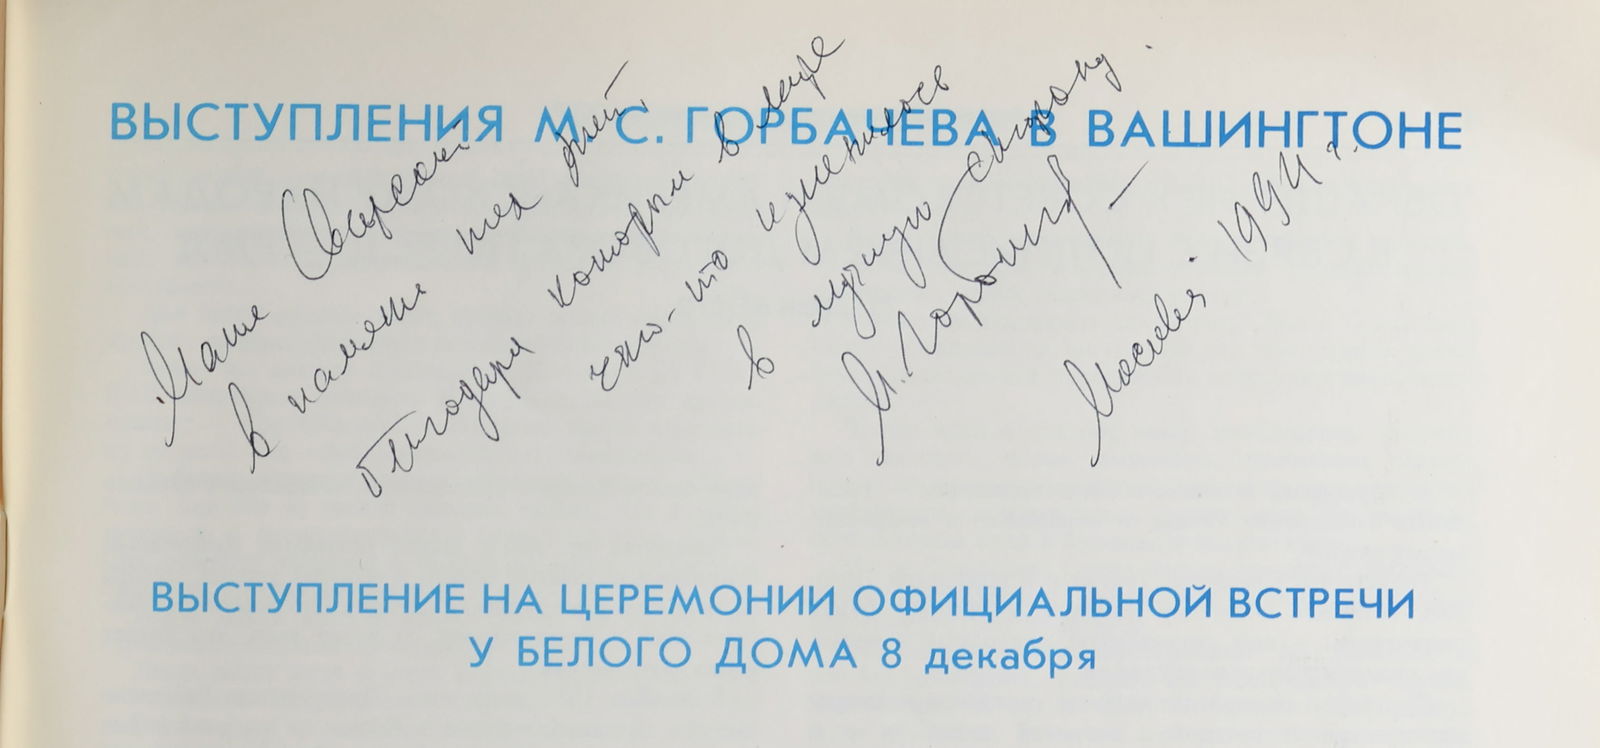 ВЫСТУПЛЕНИЯ М. С. ГОРБАЧЕВА В ВАШИНГТОНЕ
Маше
в память тех дней
благодаря которым в мире
что-то изменилось
в лучшую сторону.
М. Горбачев
Москва. 1994 г.
ВЫСТУПЛЕНИЕ НА ЦЕРЕМОНИИ ОФИЦИАЛЬНОЙ ВСТРЕЧИ
У БЕЛОГО ДОМА 8 декабря